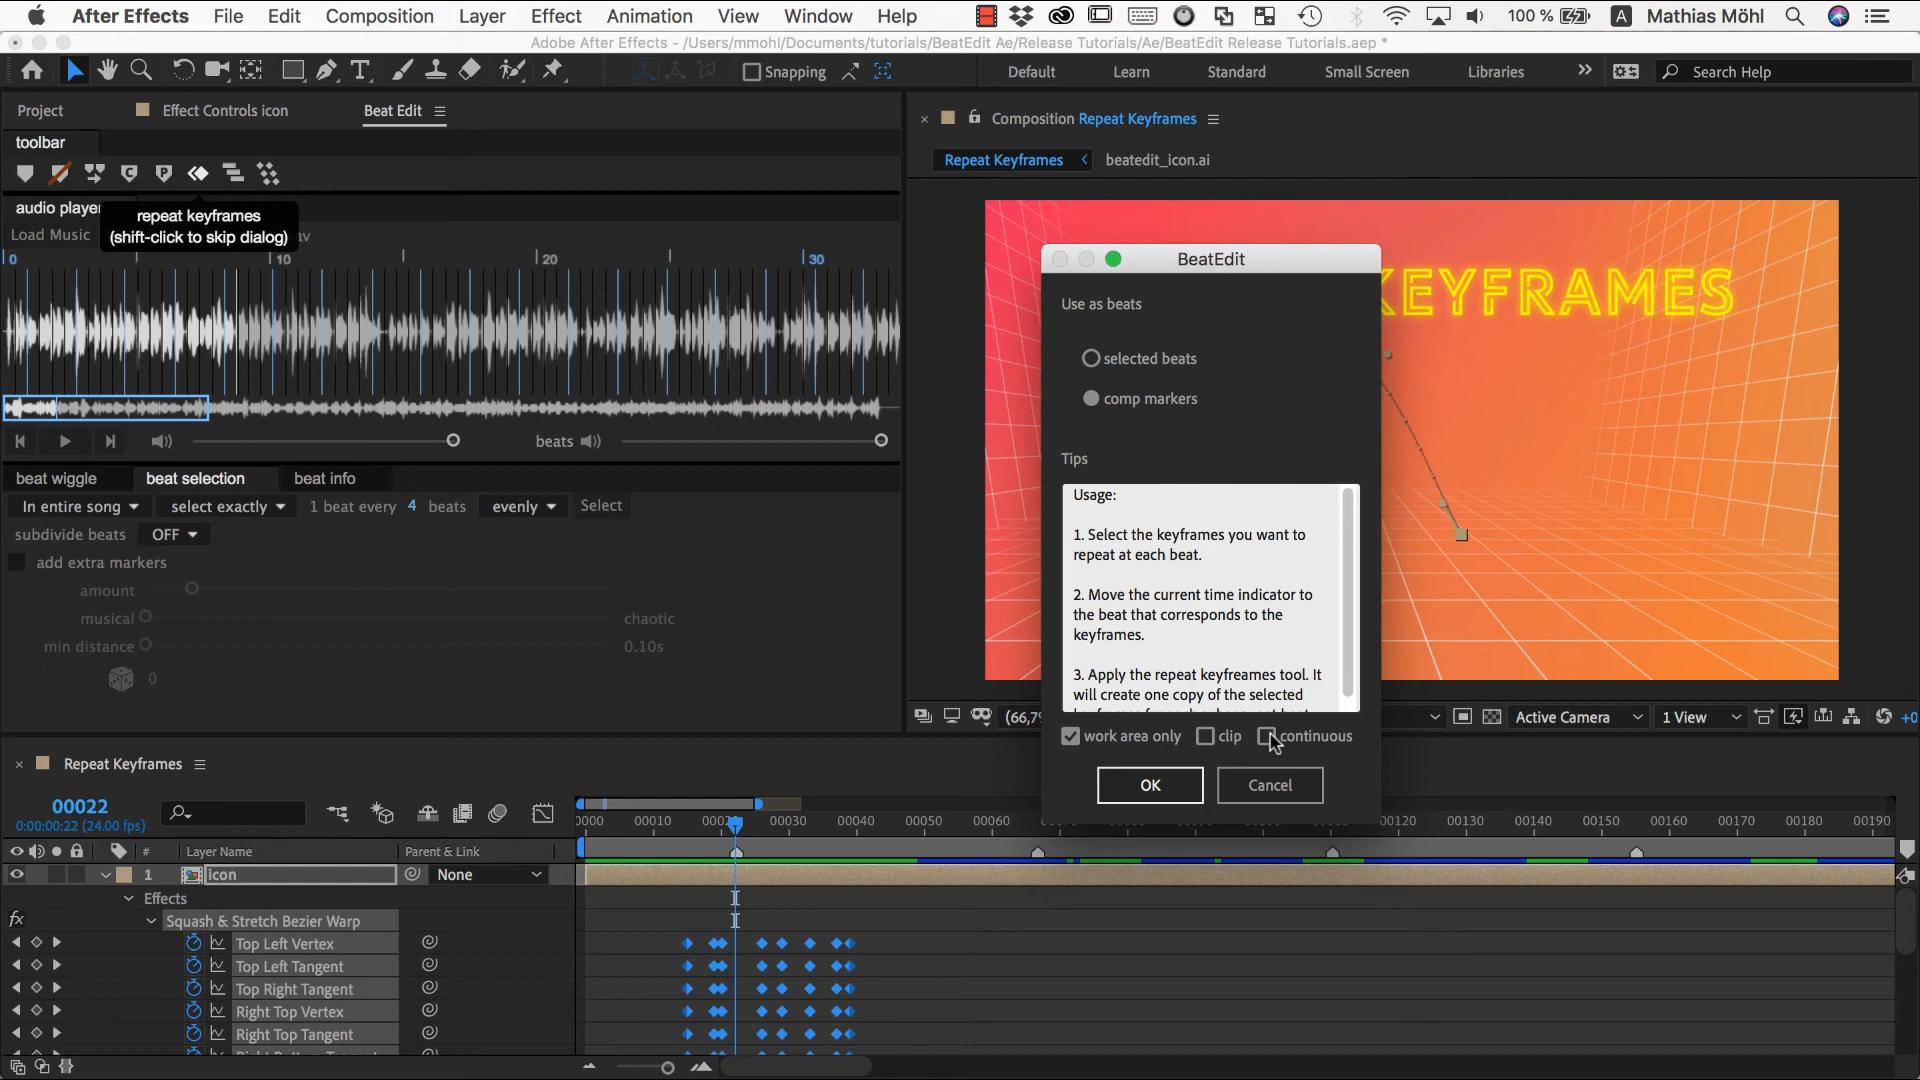 After Effects File Edit Composition Layer Effect Animation View Window Help 100 % A Mathias Möhl
Adobe After Effects - /Users/mmohl/Documents/tutorials/BeatEdit Ae/Release Tutorials/Ae/BeatEdit Release Tutorials.aep *
Snapping Default Learn Standard Small Screen Libraries Search Help
Project Effect Controls icon Beat Edit
Composition Repeat Keyframes
toolbar
Repeat Keyframes beatedit_icon.ai
C P
audio player
repeat keyframes
(shift-click to skip dialog)
Load Music
0 10 20 30
KEYFRAMES
BeatEdit
Use as beats
selected beats
comp markers
Tips
Usage:
1. Select the keyframes you want to
repeat at each beat.
2. Move the current time indicator to
the beat that corresponds to the
keyframes.
3. Apply the repeat keyfreames tool. It
will create one copy of the selected
work area only clip continuous
OK Cancel
beats
beat wiggle beat selection beat info
In entire song select exactly 1 beat every 4 beats evenly Select
subdivide beats OFF
add extra markers
amount
musical chaotic
min distance 0.10s
0
(66,7 Active Camera 1 View +0
Repeat Keyframes
00022
0:00:00:22 (24.00 fps)
0000 00010 00030 00040 00050 00060 00120 00130 00140 00150 00160 00170 00180 00190
# Layer Name Parent & Link
1 icon None
Effects
fx Squash & Stretch Bezier Warp
Top Left Vertex
Top Left Tangent
Top Right Tangent
Right Top Vertex
Right Top Tangent